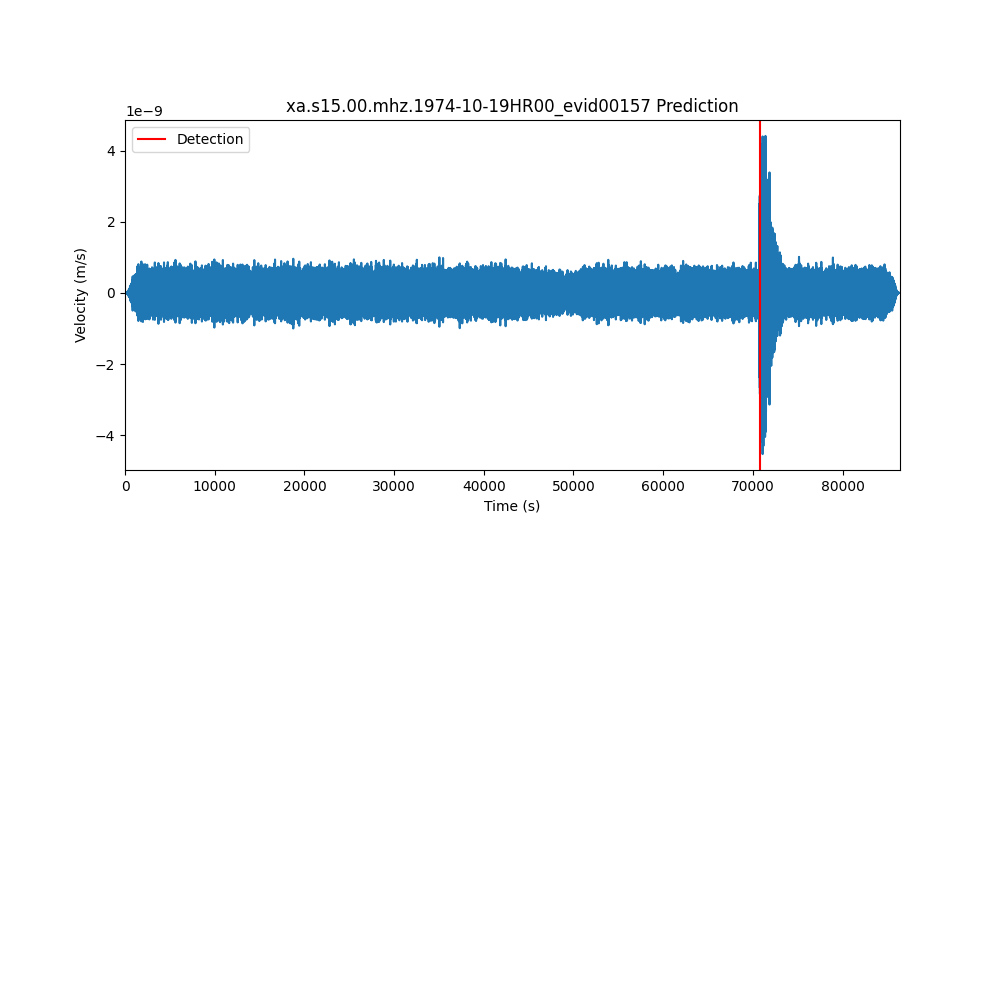 xa.s15.00.mhz.1974-10-19HR00_evid00157 Prediction
1e−9
Detection
4
2
0
−2
−4
Velocity (m/s)
0 10000 20000 30000 40000 50000 60000 70000 80000
Time (s)